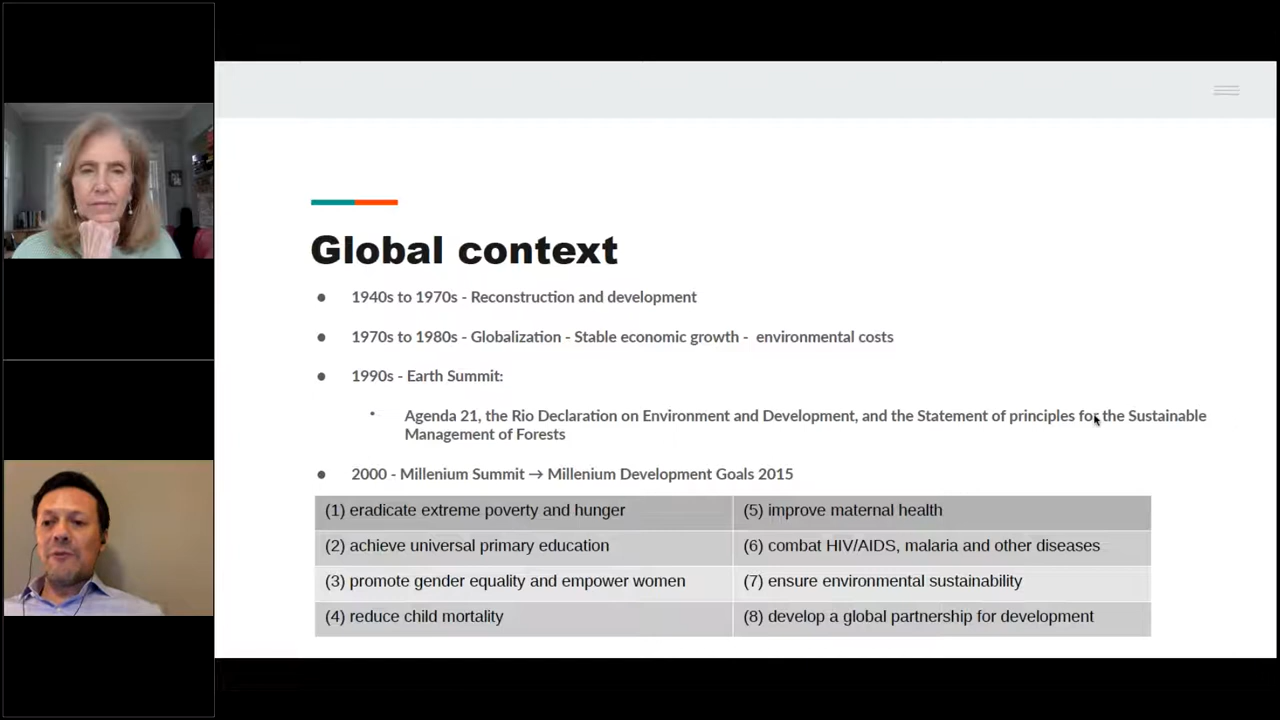 Global context
● 1940s to 1970s - Reconstruction and development
● 1970s to 1980s - Globalization - Stable economic growth - environmental costs
● 1990s - Earth Summit:
• Agenda 21, the Rio Declaration on Environment and Development, and the Statement of principles for the Sustainable
Management of Forests
● 2000 - Millenium Summit → Millenium Development Goals 2015
(1) eradicate extreme poverty and hunger
(5) improve maternal health
(2) achieve universal primary education
(6) combat HIV/AIDS, malaria and other diseases
(3) promote gender equality and empower women
(7) ensure environmental sustainability
(4) reduce child mortality
(8) develop a global partnership for development